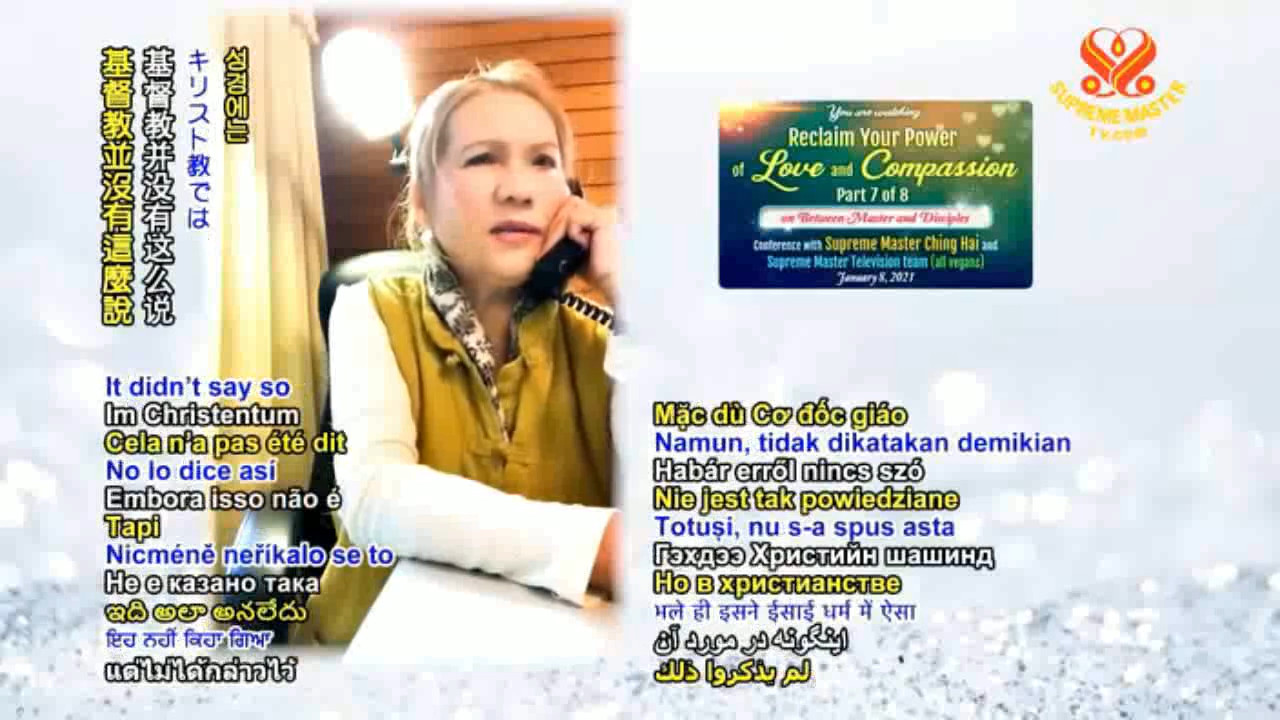 성경에는
キリスト教では
基督教并没有这么说
基督教並沒有這麼說
SUPREME MASTER
TV.COM
You are watching
Reclaim Your Power
of Love and Compassion
Part 7 of 8
on Between Master and Disciples
Conference with Supreme Master Ching Hai and
Supreme Master Television team (all vegans)
January 8, 2021
It didn't say so
Im Christentum
Cela n'a pas été dit
No lo dice así
Embora isso não é
Tapi
Nicméně neříkalo se to
Не е казано така
ఇది అలా అనలేదు
ਇਹ ਨਹੀਂ ਕਿਹਾ ਗਿਆ
แต่ไม่ได้กล่าวไว้
Mặc dù Cơ đốc giáo
Namun, tidak dikatakan demikian
Habár erről nincs szó
Nie jest tak powiedziane
Totuși, nu s-a spus asta
Гэхдээ Христийн шашинд
Но в христианстве
भले ही इसने ईसाई धर्म में ऐसा
اینگونه در مورد آن
لم يذكروا ذلك